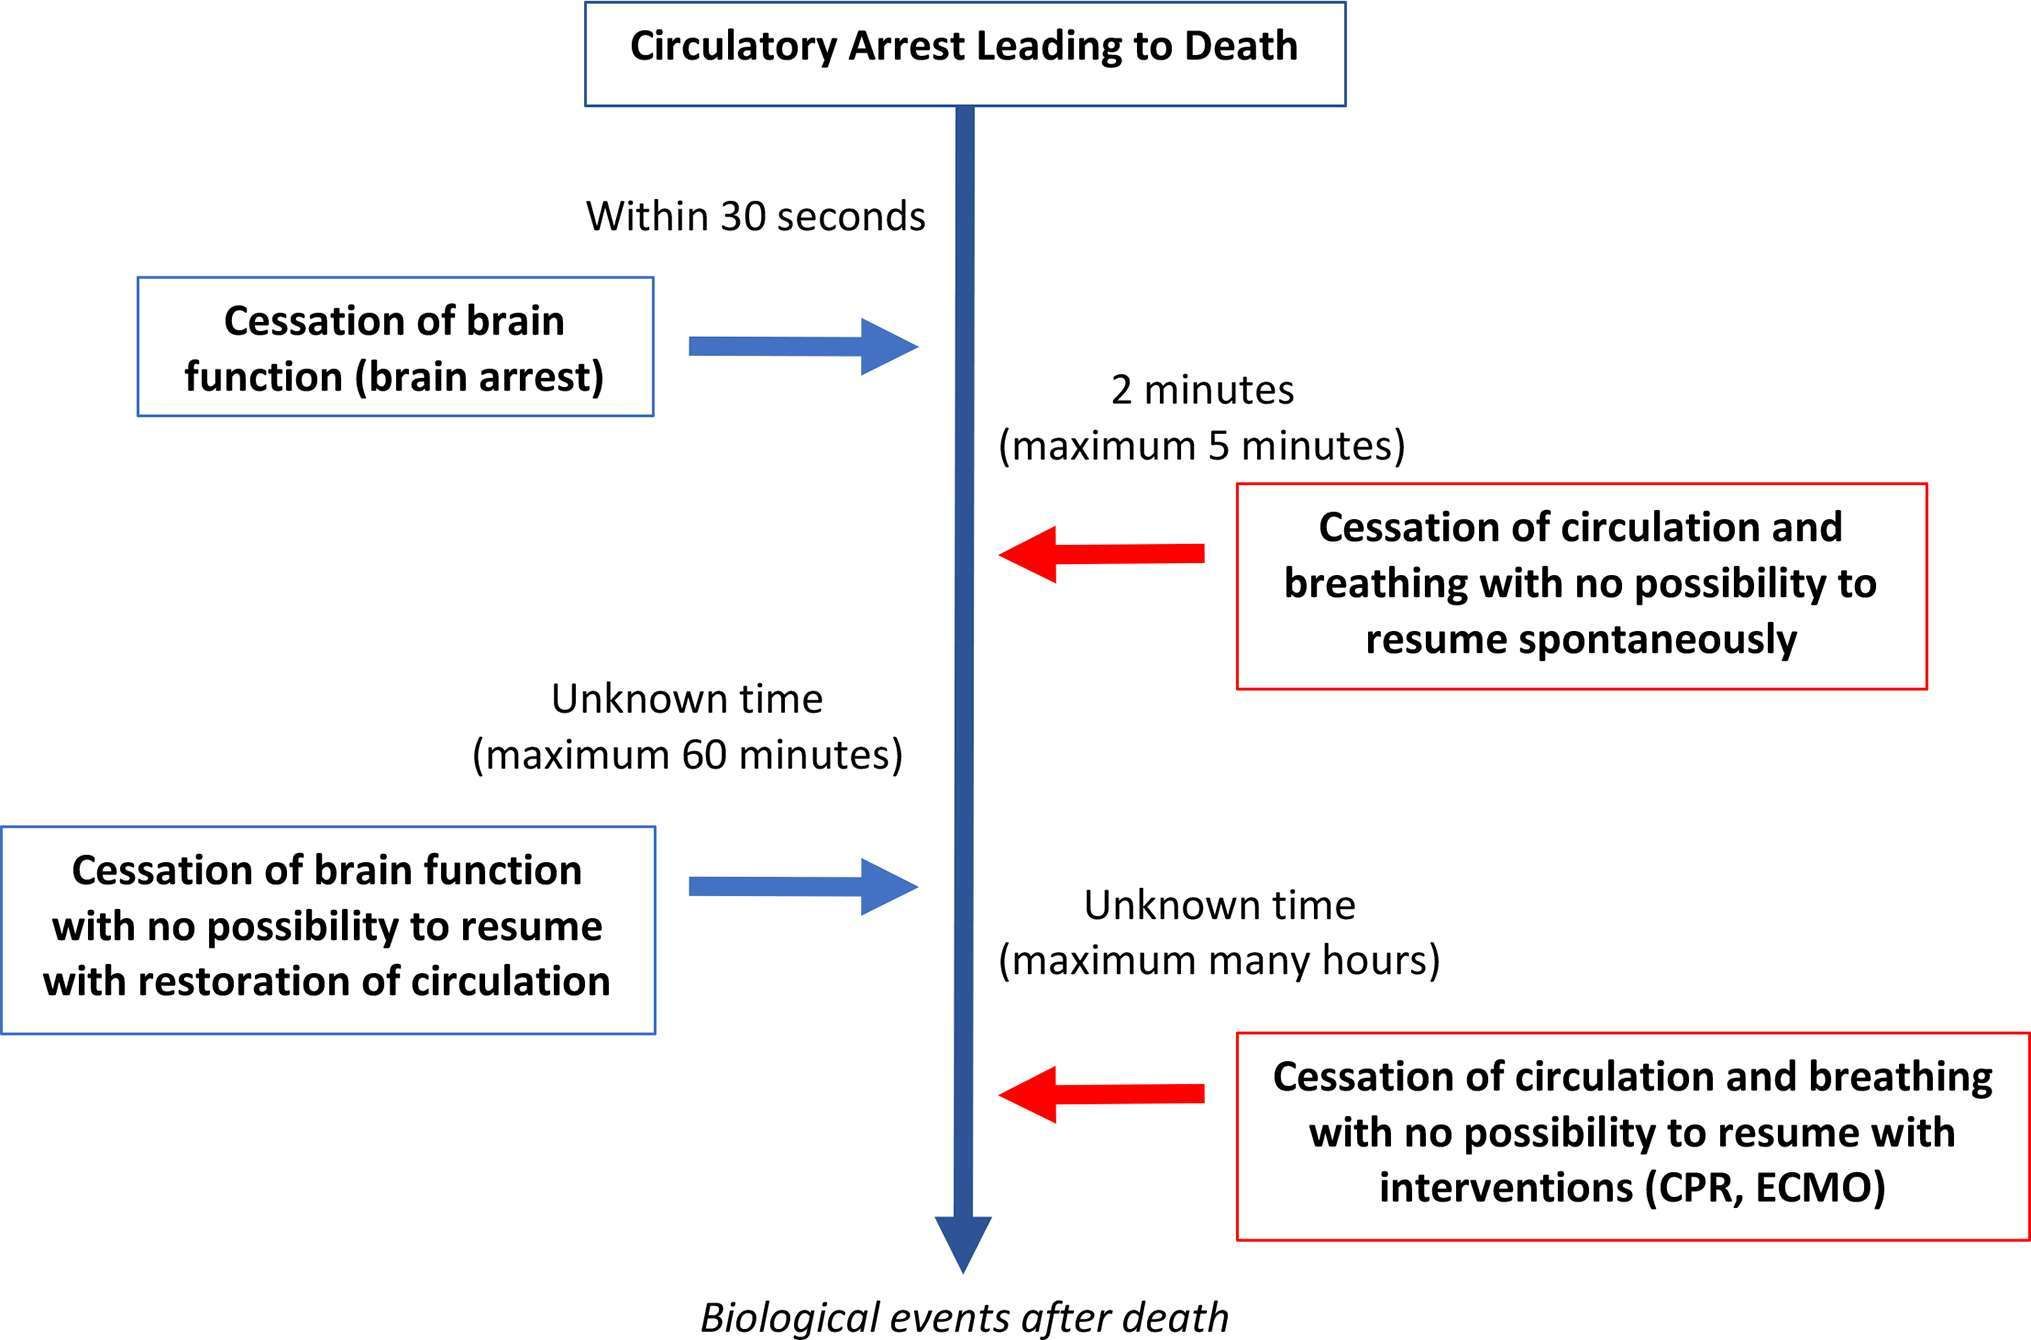 Circulatory Arrest Leading to Death
Within 30 seconds
Cessation of brain
function (brain arrest)
2 minutes
(maximum 5 minutes)
Cessation of circulation and
breathing with no possibility to
resume spontaneously
Unknown time
(maximum 60 minutes)
Cessation of brain function
with no possibility to resume
with restoration of circulation
Unknown time
(maximum many hours)
Cessation of circulation and breathing
with no possibility to resume with
interventions (CPR, ECMO)
Biological events after death